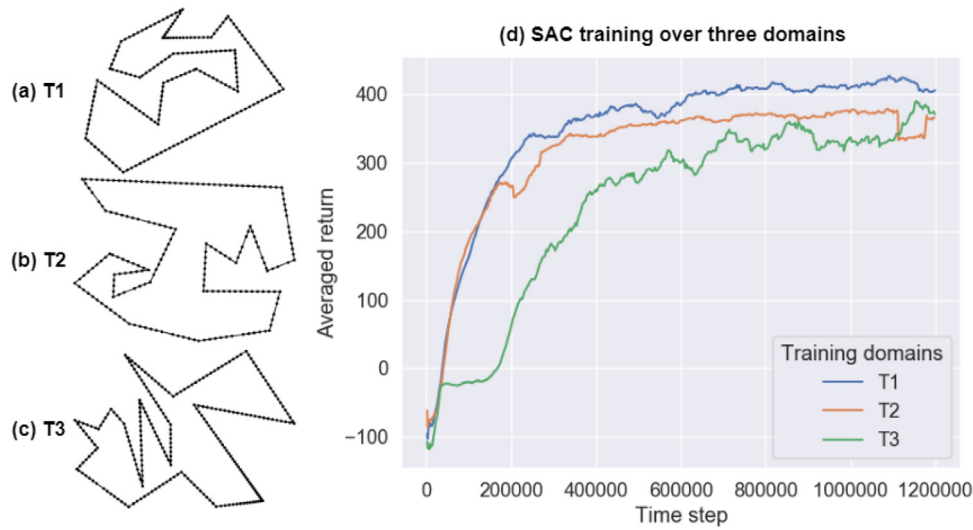 (a) T1
(b) T2
(c) T3
(d) SAC training over three domains
Averaged return
400
300
200
100
0
−100
0 200000 400000 600000 800000 1000000 1200000
Time step
Training domains
T1
T2
T3